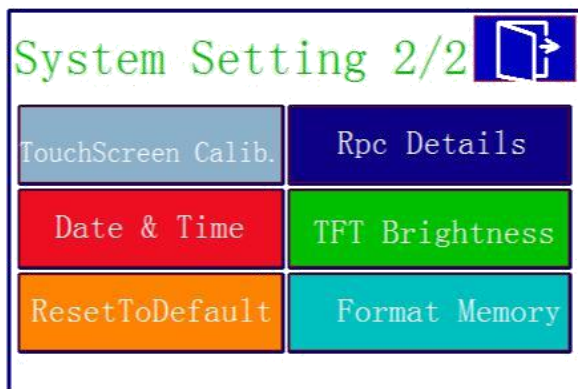 System Setting 2/2
TouchScreen Calib.
Rpc Details
Date & Time
TFT Brightness
ResetToDefault
Format Memory